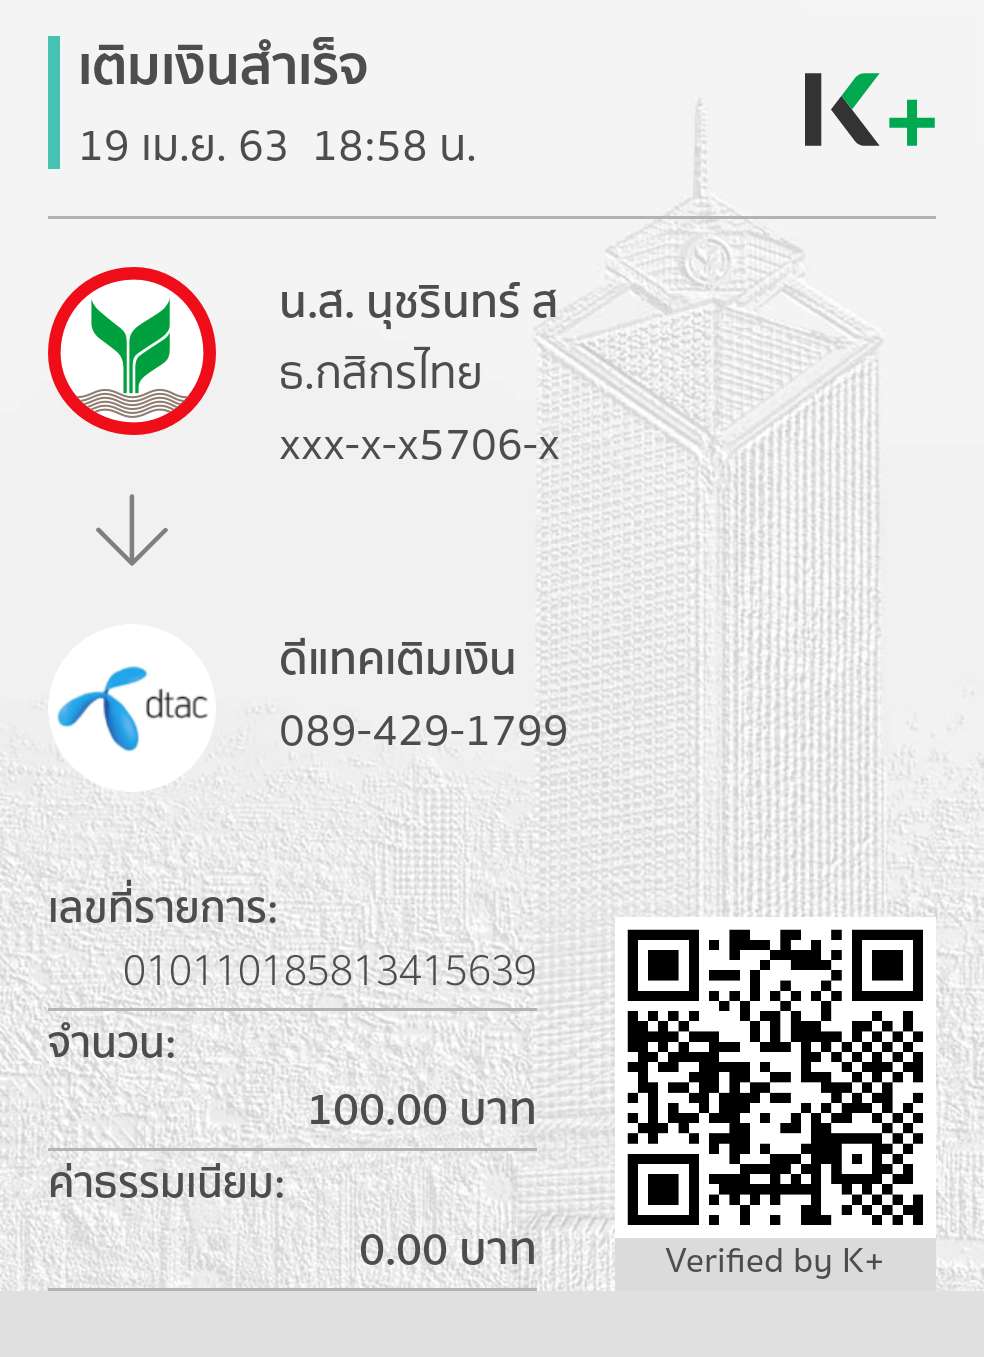 เติมเงินสำเร็จ
19 เม.ย. 63 18:58 น.
K+
น.ส. นุชรินทร์ ส
ธ.กสิกรไทย
xxx-x-x5706-x
dtac
ดีแทคเติมเงิน
089-429-1799
เลขที่รายการ:
010110185813415639
จำนวน:
100.00 บาท
ค่าธรรมเนียม:
0.00 บาท
Verified by K+